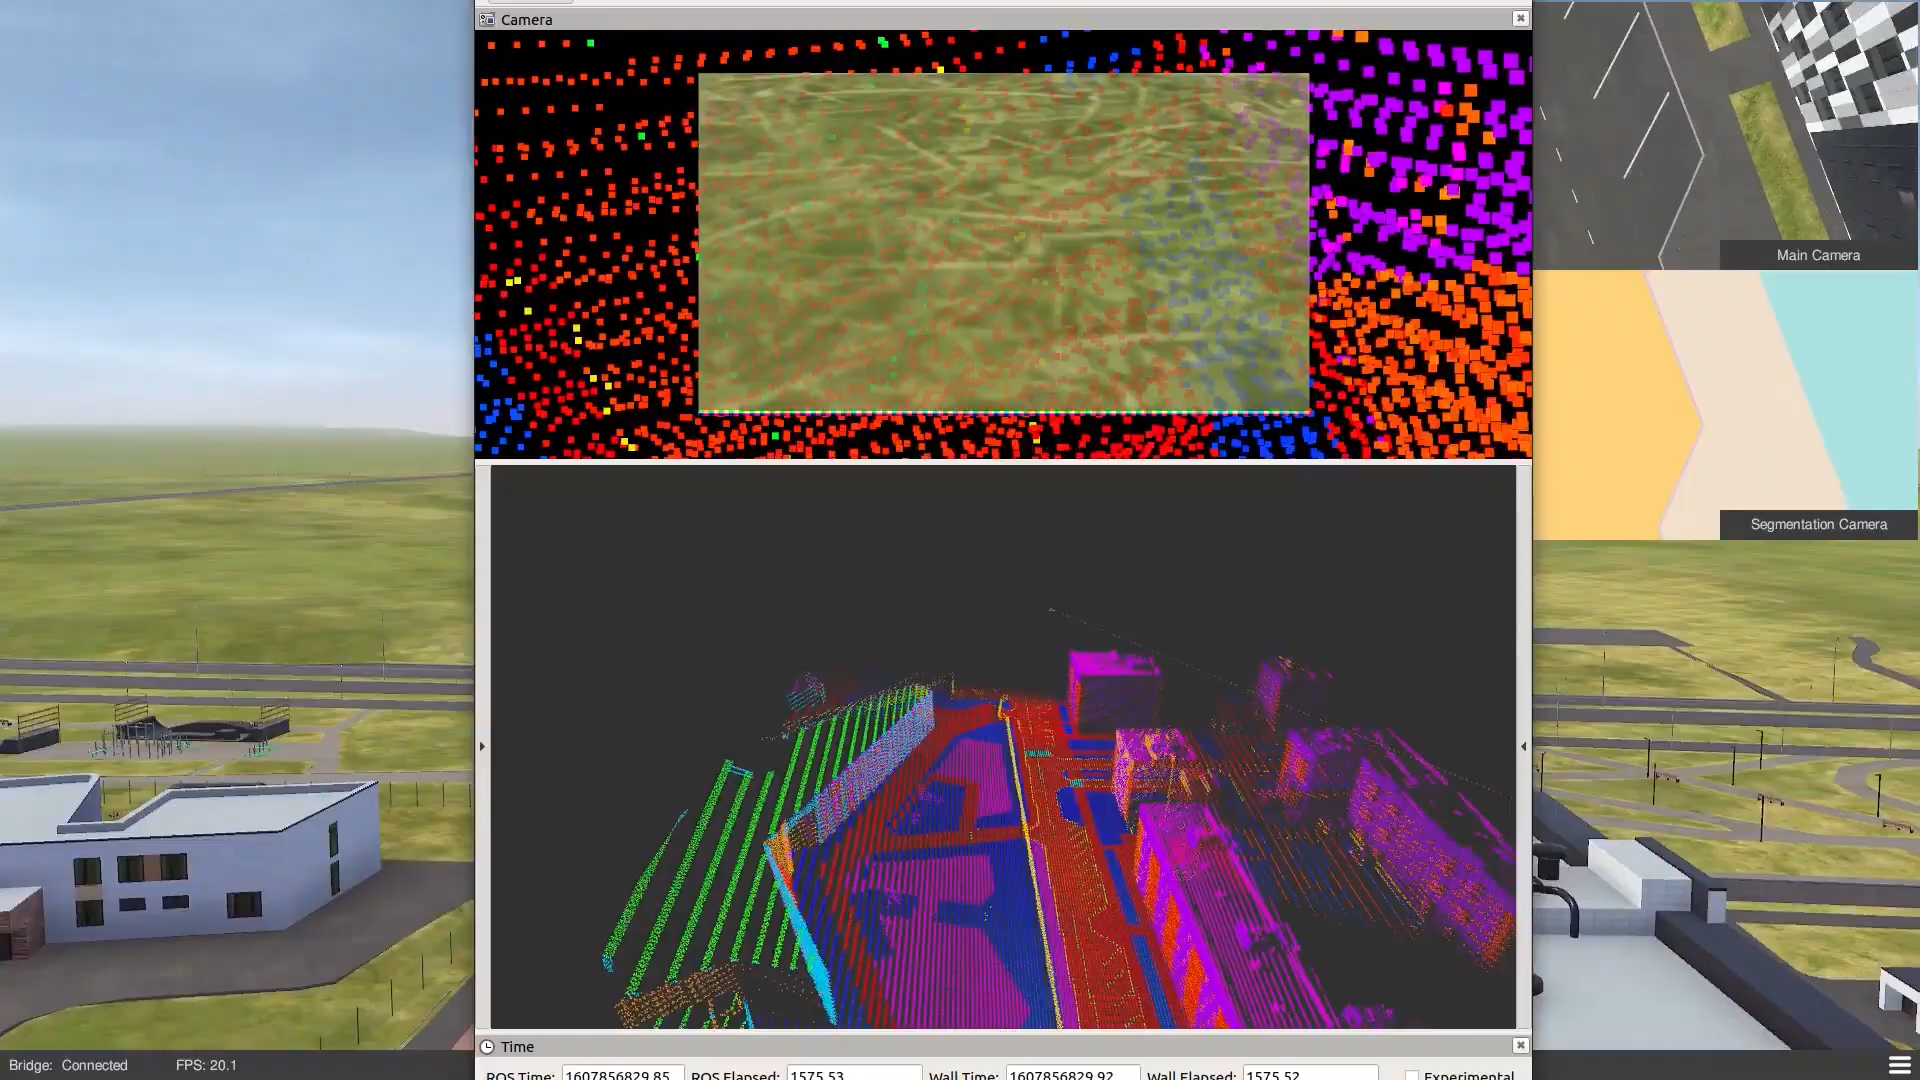 Camera
Main Camera
Segmentation Camera
Time
Bridge: Connected FPS: 20.1
ROS Time: 1607856829.85 ROS Elapsed: 1575.53 Wall Time: 1607856829.92 Wall Elapsed: 1575.52 Experimental